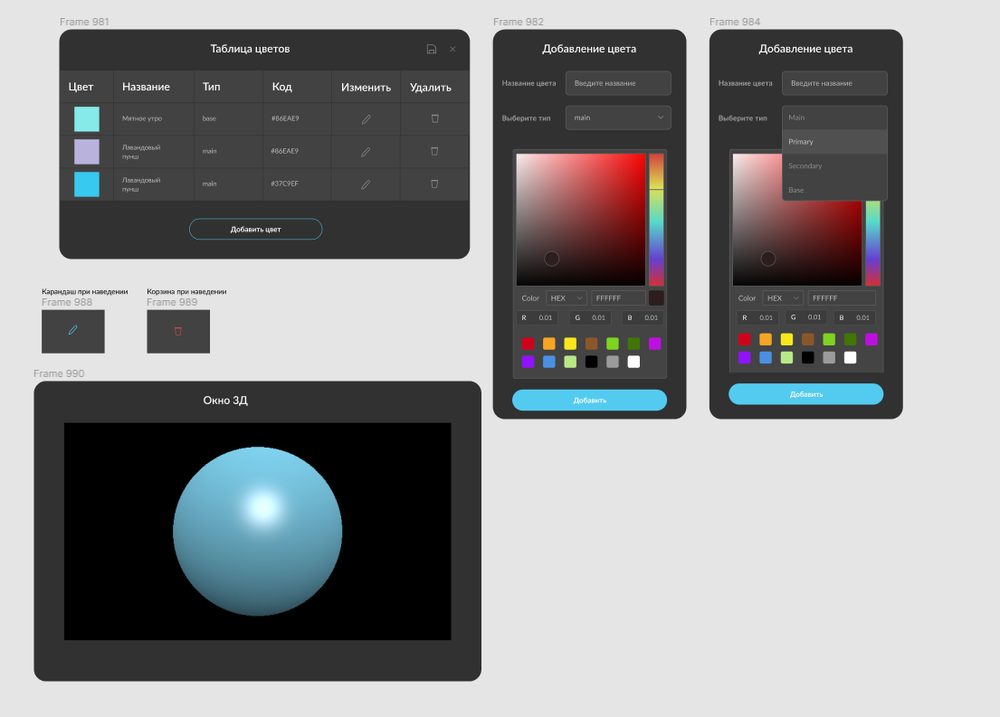 Frame 981
Таблица цветов
Цвет Название Тип Код Изменить Удалить
Мятное утро base #86EAE9
Лавандовый
пунш
main #86EAE9
Лавандовый
пунш
main #37C9EF
Добавить цвет
Frame 982
Добавление цвета
Название цвета Введите название
Выберите тип main
Color HEX FFFFFF
R 0.01 G 0.01 B 0.01
Добавить
Frame 984
Добавление цвета
Название цвета Введите название
Выберите тип Main
Primary
Secondary
Base
Color HEX FFFFFF
R 0.01 G 0.01 B 0.01
Добавить
Карандаш при наведении
Frame 988
Корзина при наведении
Frame 989
Frame 990
Окно 3Д